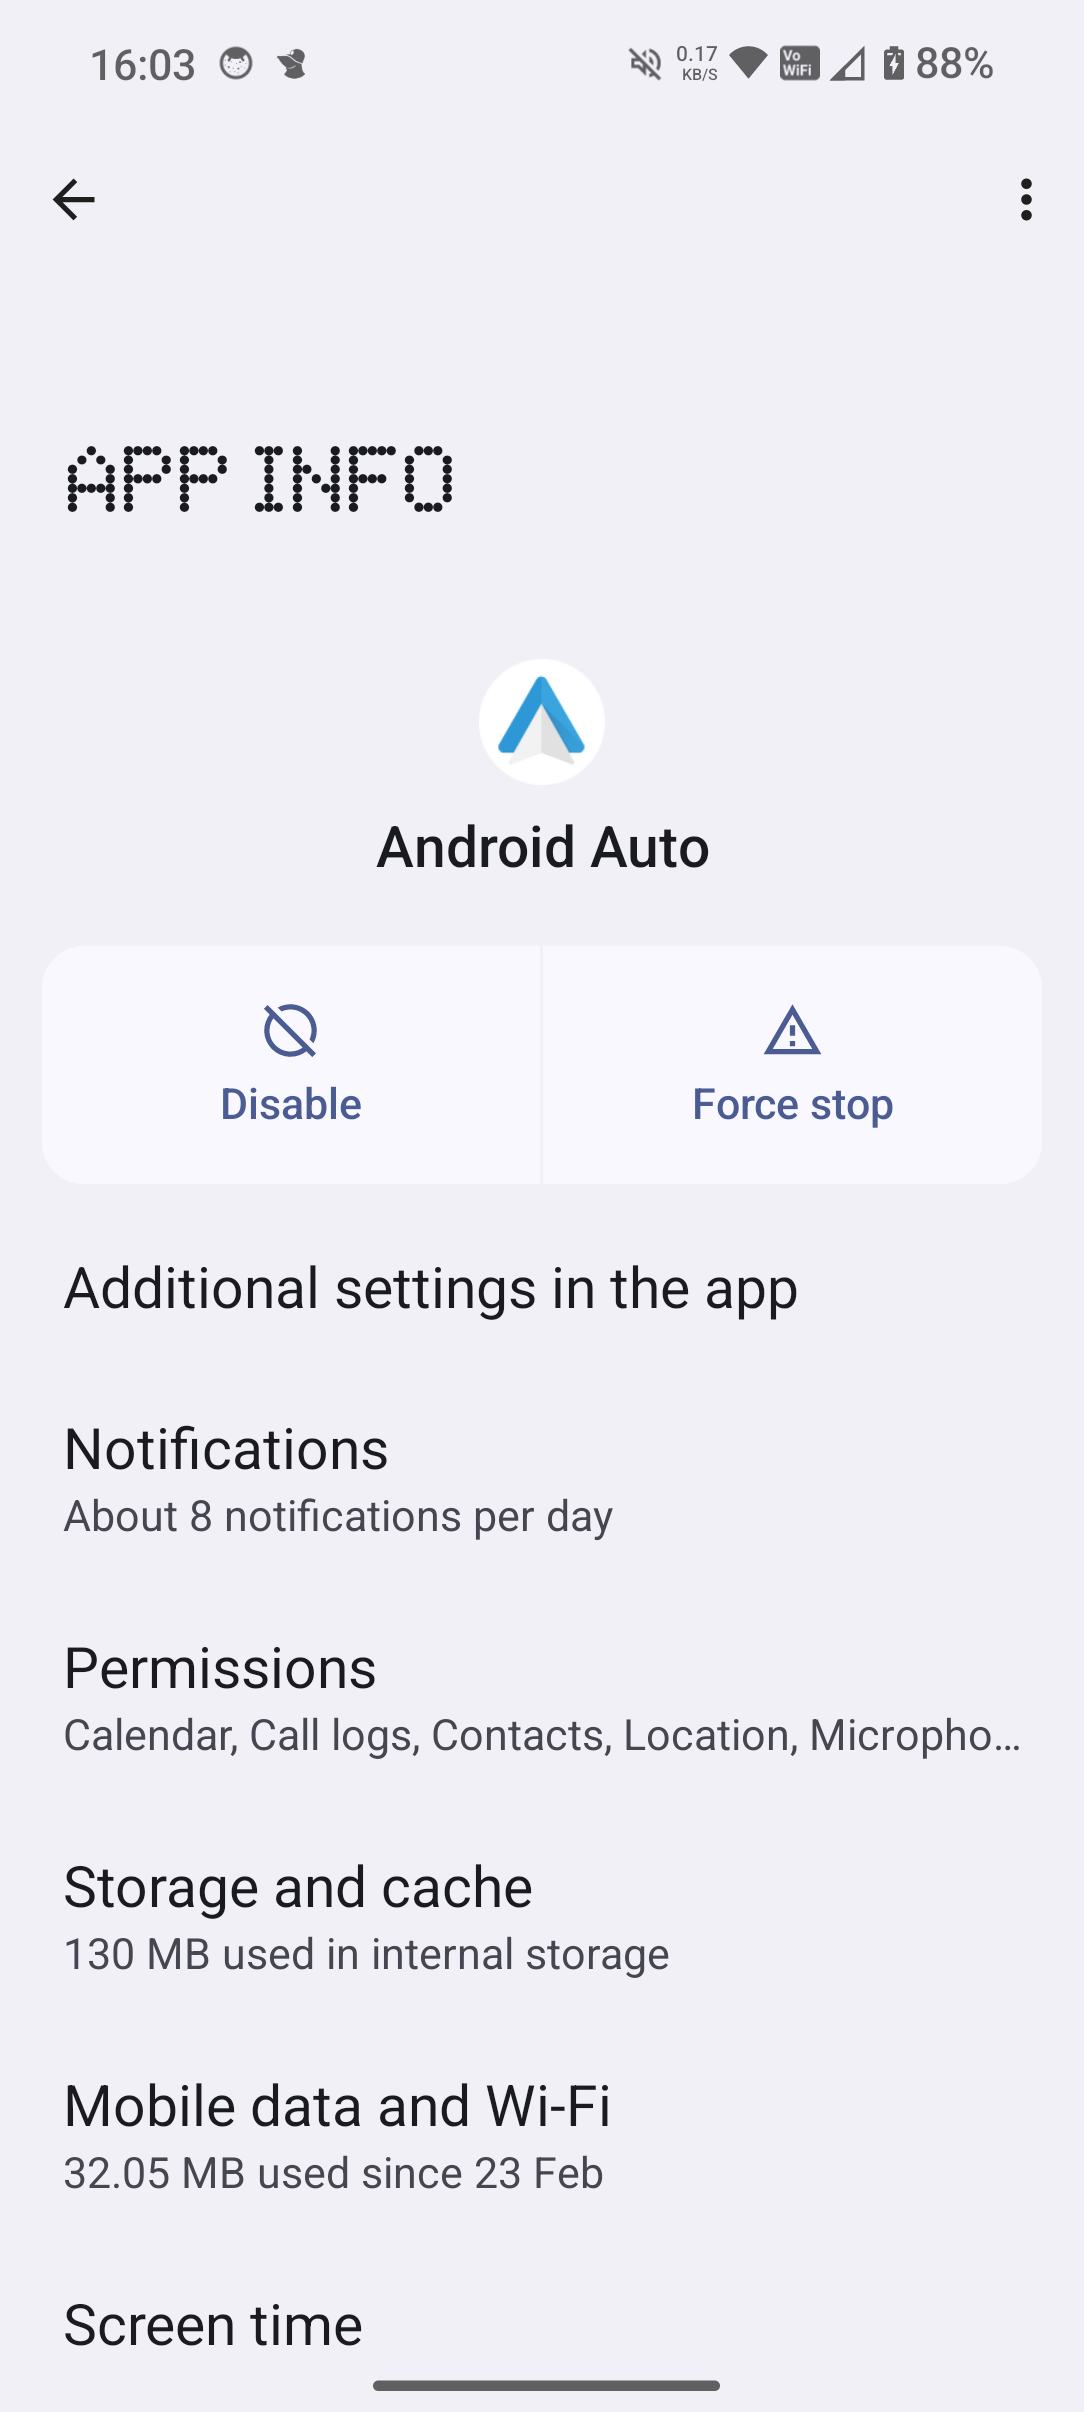 16:03
0.17
KB/S
Vo
WiFi
88%
APP INFO
Android Auto
Disable
Force stop
Additional settings in the app
Notifications
About 8 notifications per day
Permissions
Calendar, Call logs, Contacts, Location, Micropho…
Storage and cache
130 MB used in internal storage
Mobile data and Wi-Fi
32.05 MB used since 23 Feb
Screen time